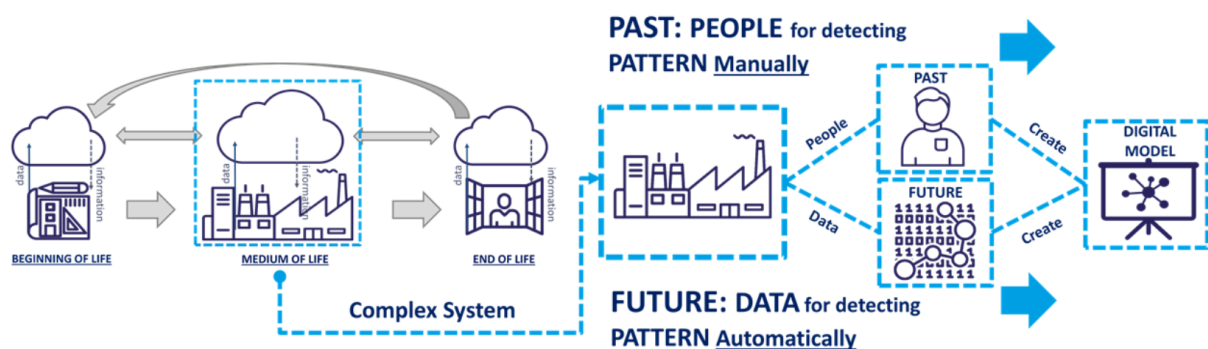 data
information
BEGINNING OF LIFE
data
information
MEDIUM OF LIFE
data
information
END OF LIFE
Complex System
PAST: PEOPLE for detecting
PATTERN Manually
People
Data
PAST
FUTURE
Create
Create
DIGITAL
MODEL
FUTURE: DATA for detecting
PATTERN Automatically